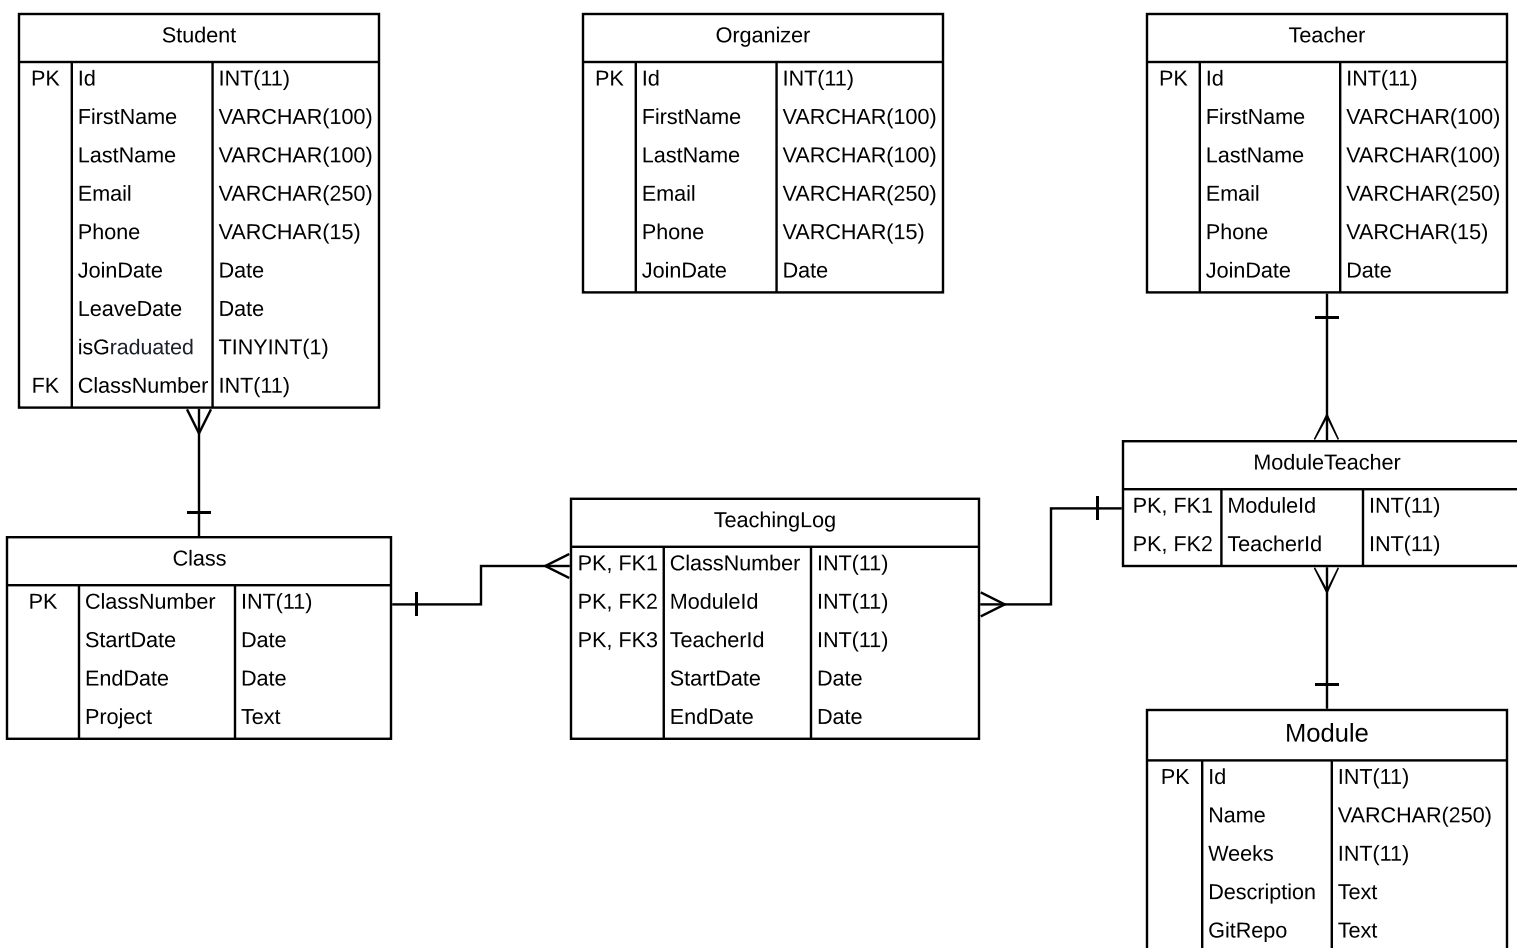 Student
PK Id INT(11)
FirstName VARCHAR(100)
LastName VARCHAR(100)
Email VARCHAR(250)
Phone VARCHAR(15)
JoinDate Date
LeaveDate Date
isGraduated TINYINT(1)
FK ClassNumber INT(11)
Organizer
PK Id INT(11)
FirstName VARCHAR(100)
LastName VARCHAR(100)
Email VARCHAR(250)
Phone VARCHAR(15)
JoinDate Date
Teacher
PK Id INT(11)
FirstName VARCHAR(100)
LastName VARCHAR(100)
Email VARCHAR(250)
Phone VARCHAR(15)
JoinDate Date
Class
PK ClassNumber INT(11)
StartDate Date
EndDate Date
Project Text
TeachingLog
PK, FK1 ClassNumber INT(11)
PK, FK2 ModuleId INT(11)
PK, FK3 TeacherId INT(11)
StartDate Date
EndDate Date
ModuleTeacher
PK, FK1 ModuleId INT(11)
PK, FK2 TeacherId INT(11)
Module
PK Id INT(11)
Name VARCHAR(250)
Weeks INT(11)
Description Text
GitRepo Text